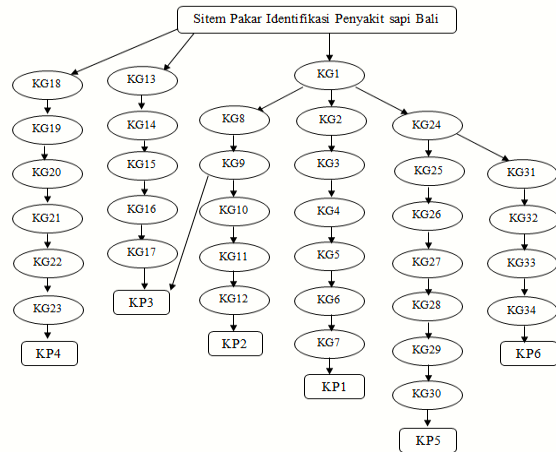 Sitem Pakar Identifikasi Penyakit sapi Bali
KG18
KG19
KG20
KG21
KG22
KG23
KP4
KG13
KG14
KG15
KG16
KG17
KP3
KG1
KG8
KG9
KG10
KG11
KG12
KP2
KG2
KG3
KG4
KG5
KG6
KG7
KP1
KG24
KG25
KG26
KG27
KG28
KG29
KG30
KP5
KG31
KG32
KG33
KG34
KP6